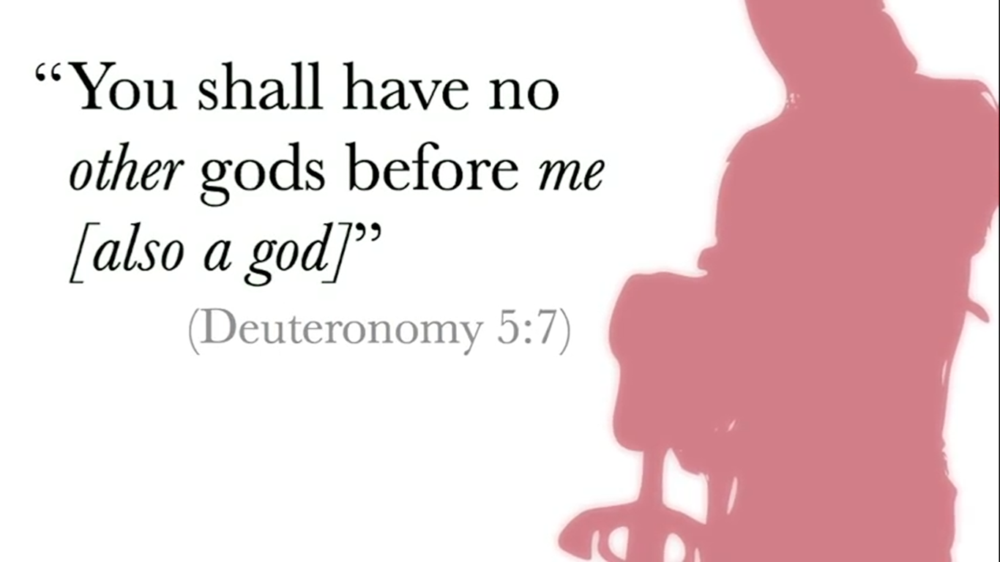 “You shall have no
other gods before me
[also a god]”
(Deuteronomy 5:7)